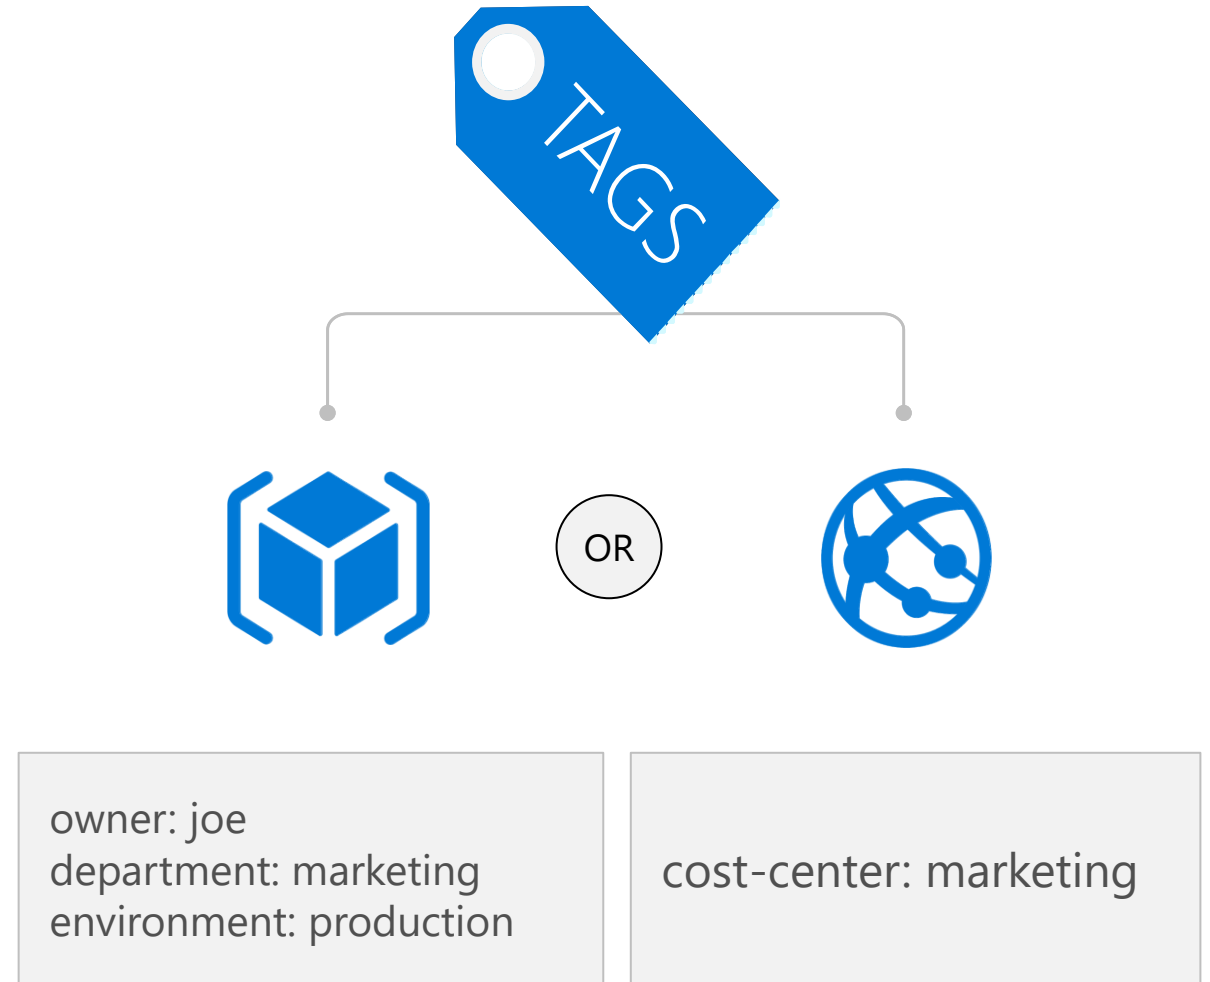 TAGS
OR
owner: joe
department: marketing
environment: production
cost-center: marketing